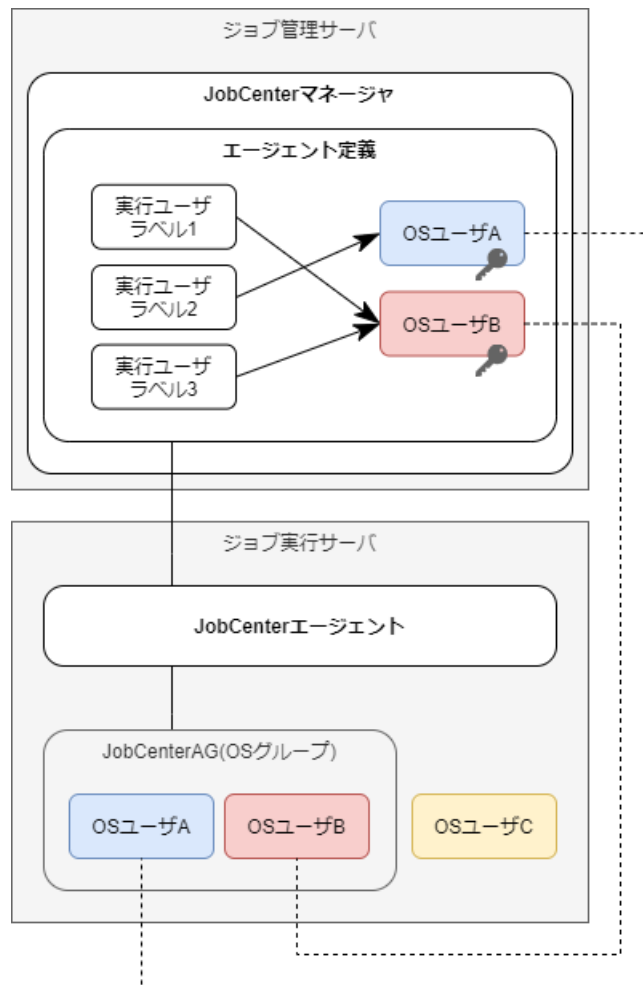 ジョブ管理サーバ
JobCenterマネージャ
エージェント定義
実行ユーザ
ラベル1
実行ユーザ
ラベル2
実行ユーザ
ラベル3
OSユーザA
OSユーザB
ジョブ実行サーバ
JobCenterエージェント
JobCenterAG(OSグループ)
OSユーザA
OSユーザB
OSユーザC